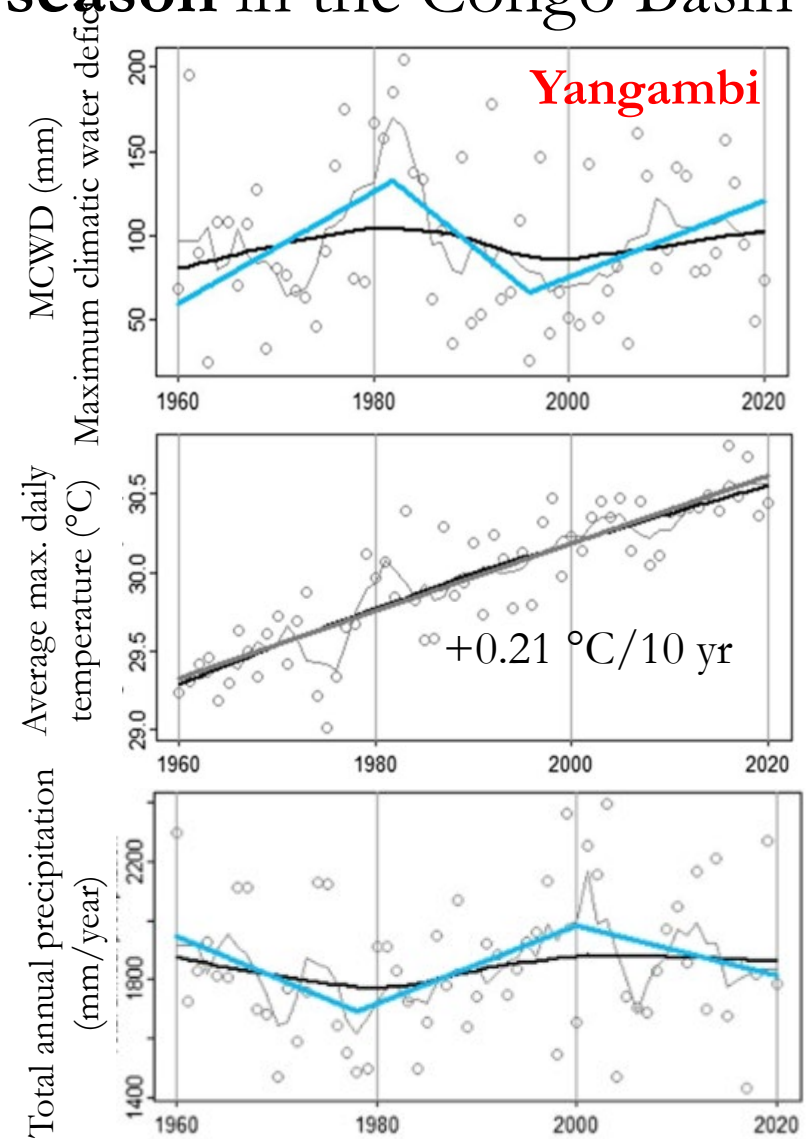 season in the Congo Basin
Yangambi
MCWD (mm)
Maximum climatic water defic
200
150
100
50
1960 1980 2000 2020
Average max. daily
temperature (°C)
30.5
30.0
29.5
29.0
+0.21 °C/10 yr
1960 1980 2000 2020
Total annual precipitation
(mm/year)
2200
1800
1400
1960 1980 2000 2020